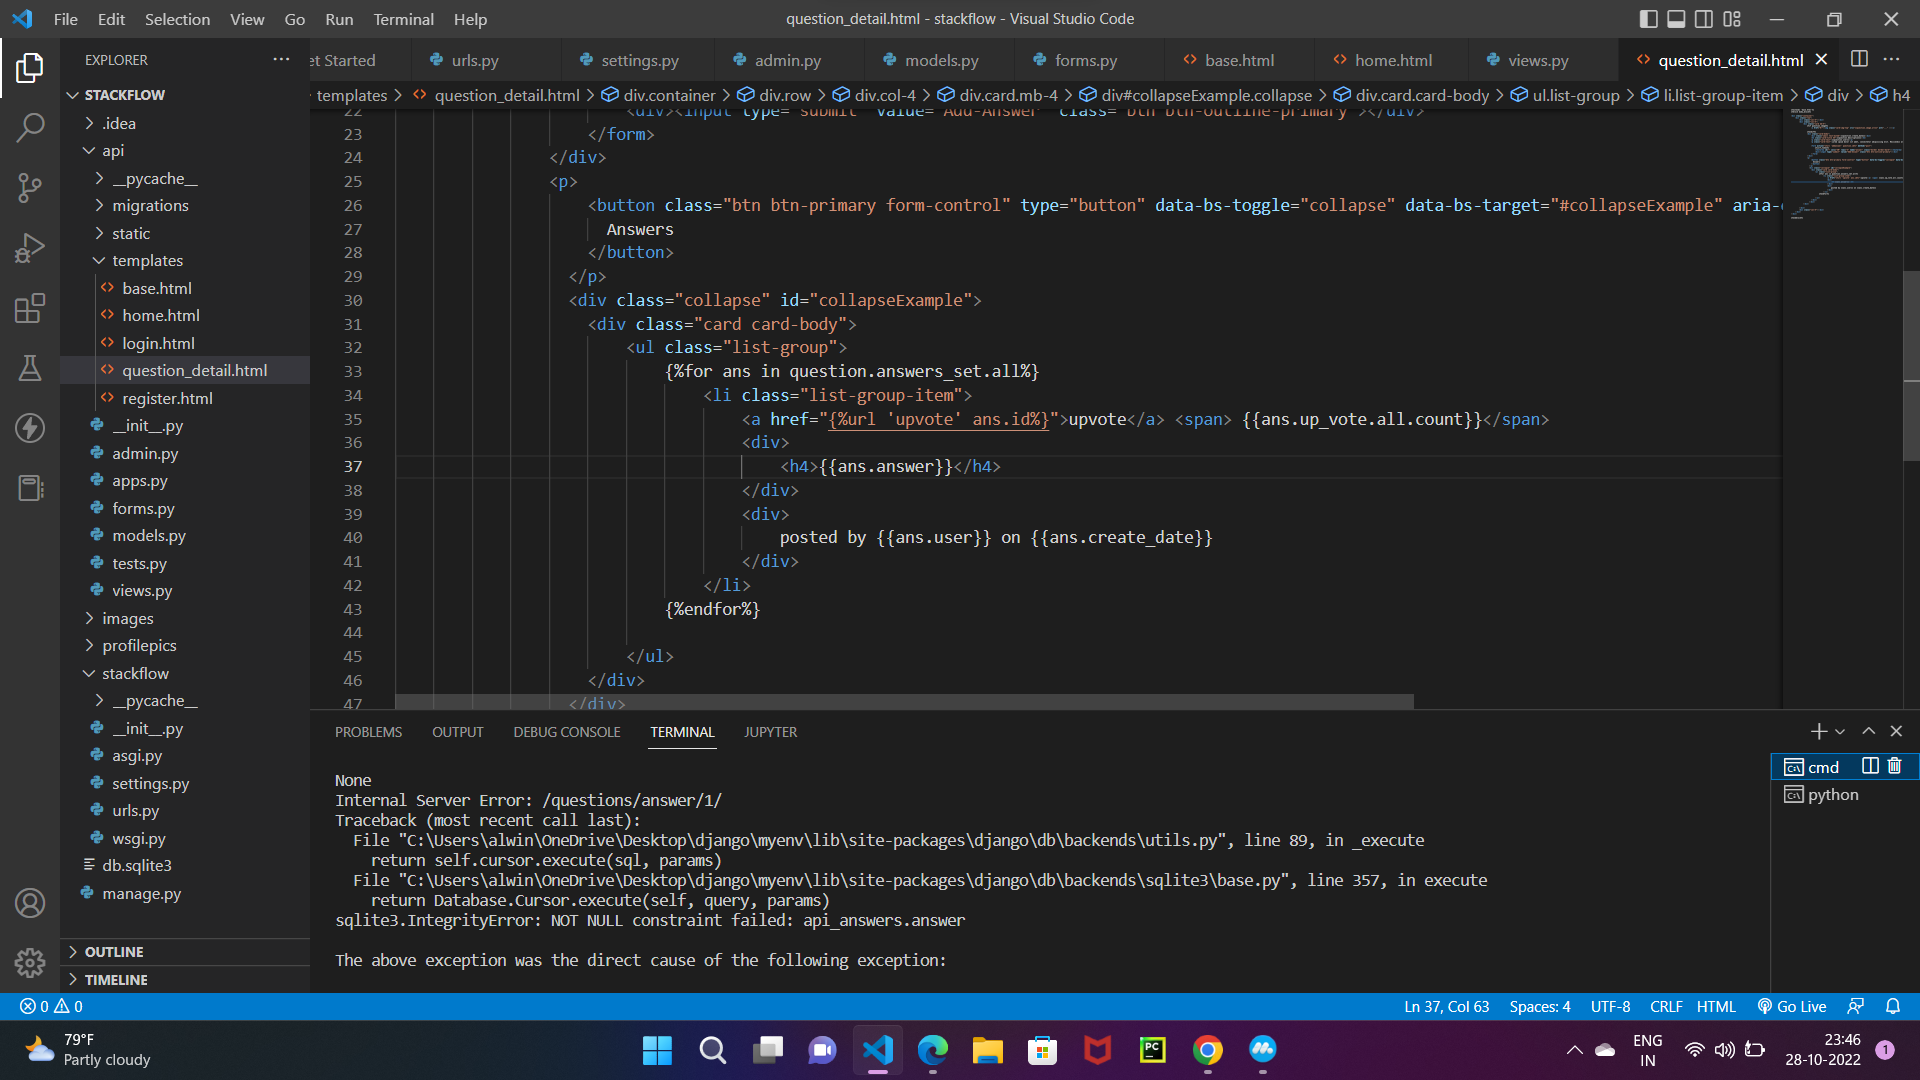 File Edit Selection View Go Run Terminal Help
question_detail.html - stackflow - Visual Studio Code
EXPLORER
et Started urls.py settings.py admin.py models.py forms.py base.html home.html views.py question_detail.html
templates > question_detail.html > div.container > div.row > div.col-4 > div.card.mb-4 > div#collapseExample.collapse > div.card.card-body > ul.list-group > li.list-group-item > div > h4
STACKFLOW
.idea
api
__pycache__
migrations
static
templates
base.html
home.html
login.html
question_detail.html
register.html
__init__.py
admin.py
apps.py
forms.py
models.py
tests.py
views.py
images
profilepics
stackflow
__pycache__
__init__.py
asgi.py
settings.py
urls.py
wsgi.py
db.sqlite3
manage.py
OUTLINE
TIMELINE
22 <div><input type="submit" value="Add-Answer" class="btn btn-outline-primary"></div>
23 </form>
24 </div>
25 <p>
26 <button class="btn btn-primary form-control" type="button" data-bs-toggle="collapse" data-bs-target="#collapseExample" aria-
27 Answers
28 </button>
29 </p>
30 <div class="collapse" id="collapseExample">
31 <div class="card card-body">
32 <ul class="list-group">
33 {%for ans in question.answers_set.all%}
34 <li class="list-group-item">
35 <a href="{%url 'upvote' ans.id%}">upvote</a> <span> {{ans.up_vote.all.count}}</span>
36 <div>
37 <h4>{{ans.answer}}</h4>
38 </div>
39 <div>
40 posted by {{ans.user}} on {{ans.create_date}}
41 </div>
42 </li>
43 {%endfor%}
44
45 </ul>
46 </div>
47 </div>
PROBLEMS OUTPUT DEBUG CONSOLE TERMINAL JUPYTER
cmd
python
None
Internal Server Error: /questions/answer/1/
Traceback (most recent call last):
File "C:\Users\alwin\OneDrive\Desktop\django\myenv\lib\site-packages\django\db\backends\utils.py", line 89, in _execute
return self.cursor.execute(sql, params)
File "C:\Users\alwin\OneDrive\Desktop\django\myenv\lib\site-packages\django\db\backends\sqlite3\base.py", line 357, in execute
return Database.Cursor.execute(self, query, params)
sqlite3.IntegrityError: NOT NULL constraint failed: api_answers.answer
The above exception was the direct cause of the following exception:
0 0
Ln 37, Col 63 Spaces: 4 UTF-8 CRLF HTML Go Live
79°F
Partly cloudy
PC
ENG
IN
23:46
28-10-2022
1